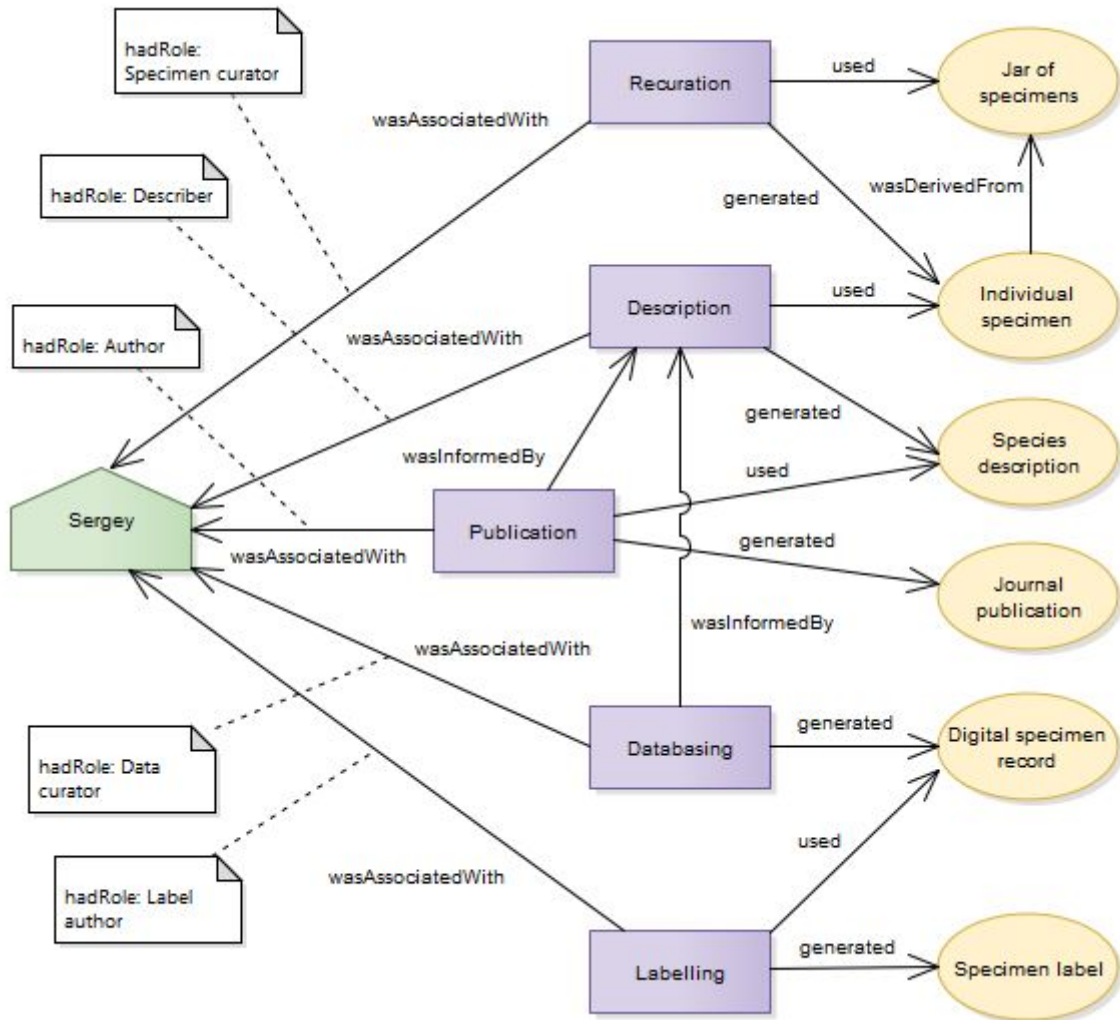 hadRole:
Specimen curator
Recuration
used
Jar of
specimens
wasAssociatedWith
hadRole: Describer
generated
wasDerivedFrom
Description
used
Individual
specimen
hadRole: Author
wasAssociatedWith
generated
Species
description
wasInformedBy
used
Sergey
Publication
generated
wasAssociatedWith
Journal
publication
wasInformedBy
wasAssociatedWith
hadRole: Data
curator
Databasing
generated
Digital specimen
record
used
hadRole: Label
author
wasAssociatedWith
Labelling
generated
Specimen label